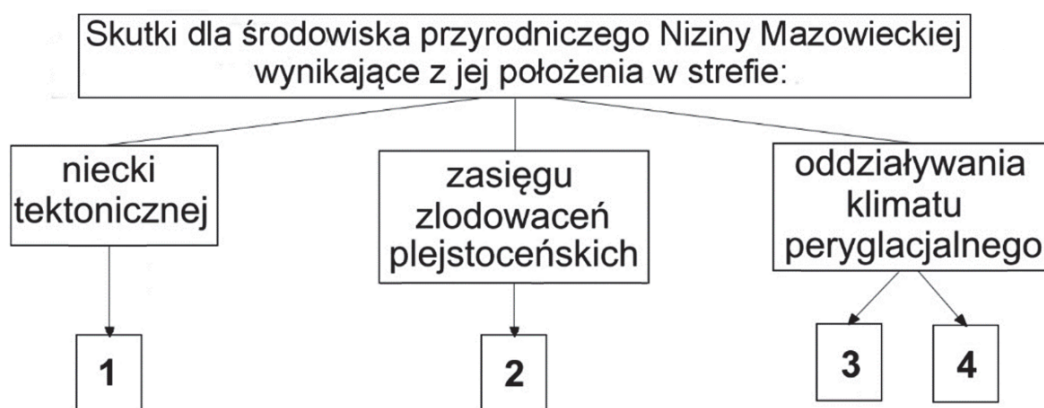 Skutki dla środowiska przyrodniczego Niziny Mazowieckiej
wynikające z jej położenia w strefie:
niecki
tektonicznej
zasięgu
zlodowaceń
plejstoceńskich
oddziaływania
klimatu
peryglacjalnego
1
2
3
4